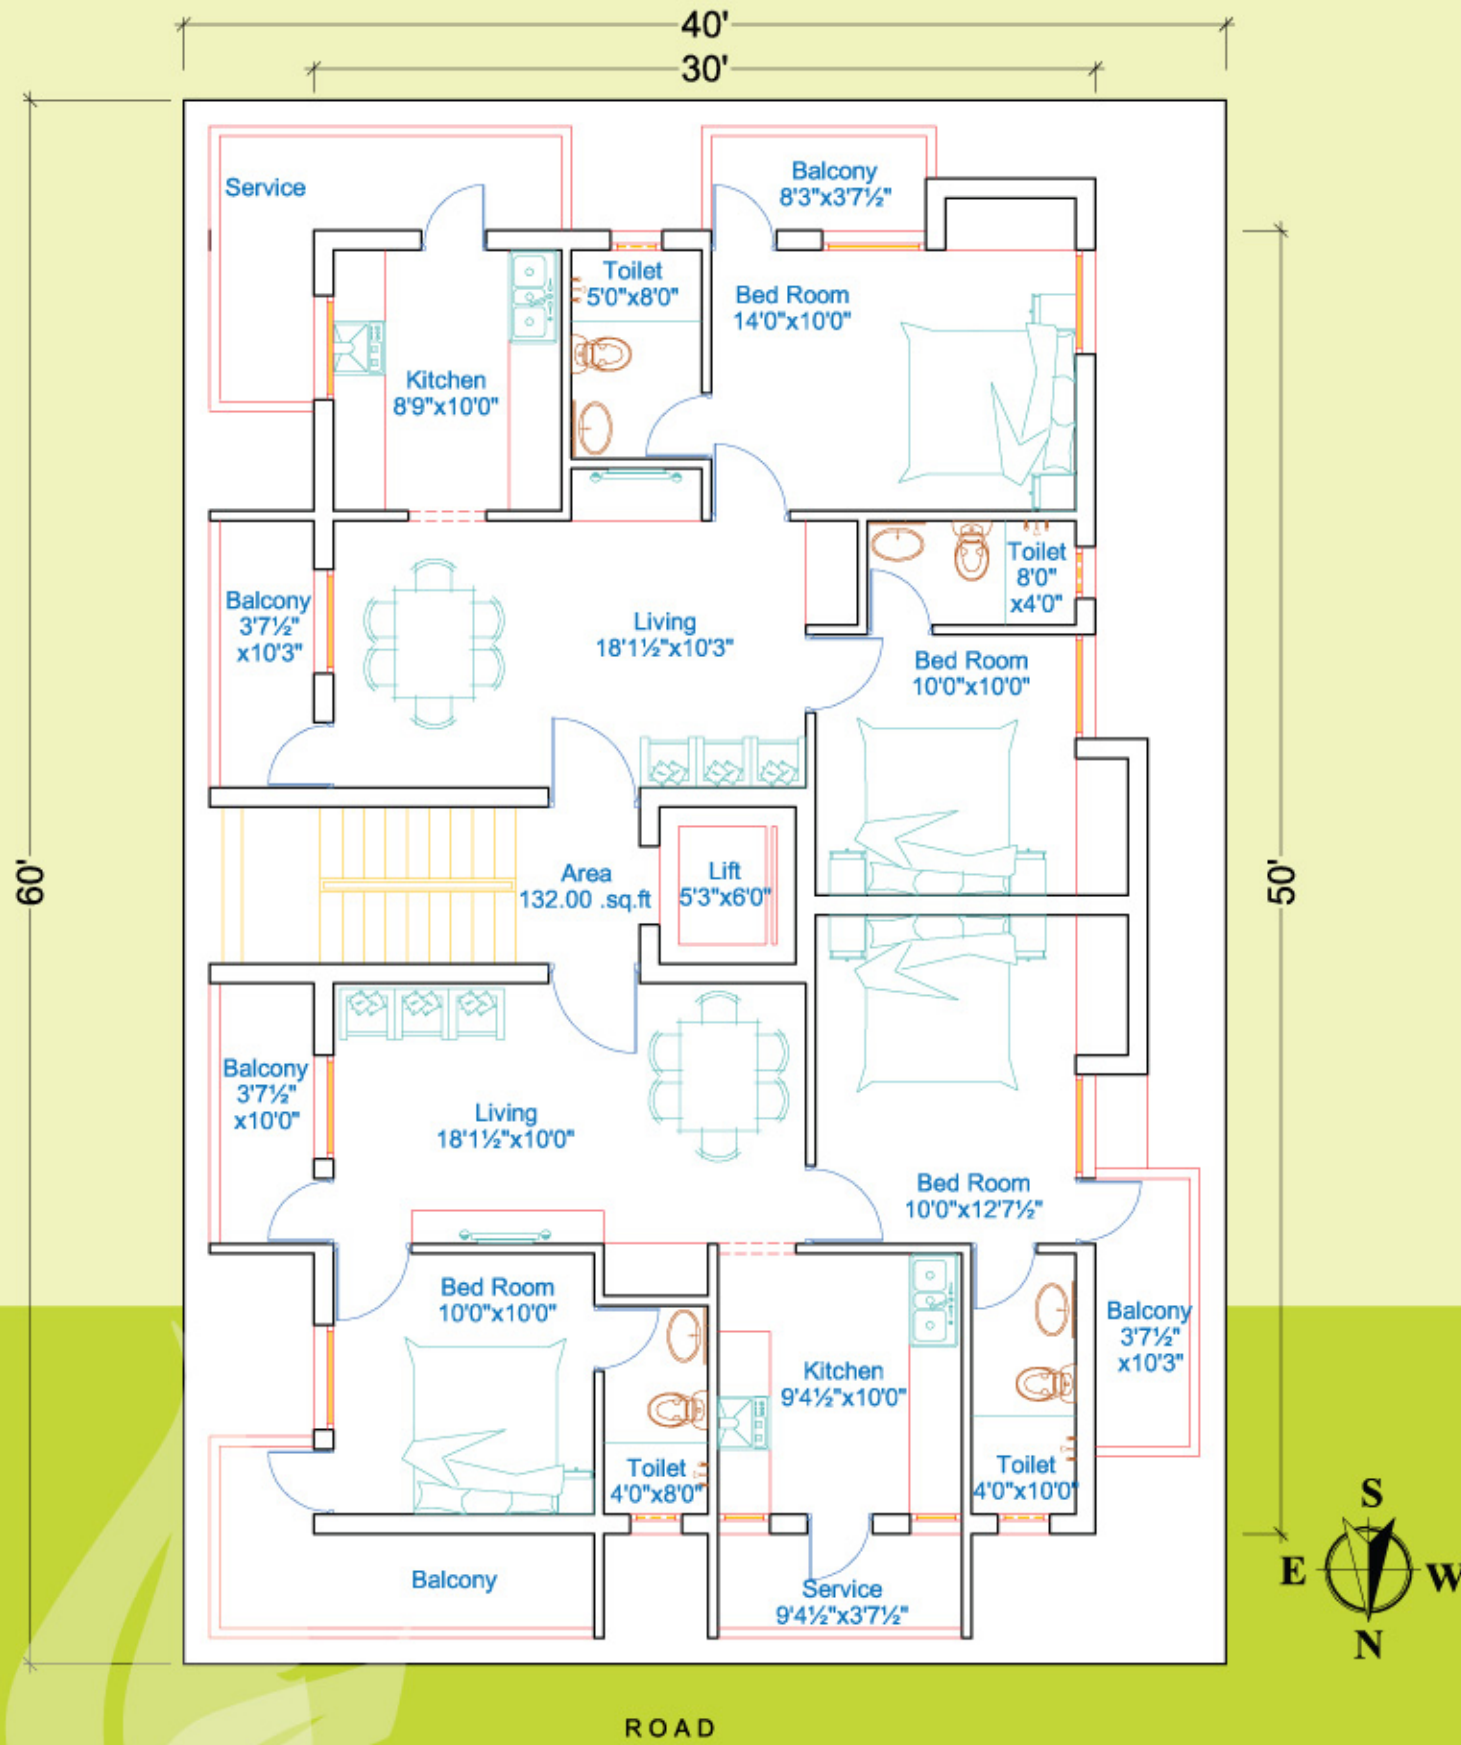 40'
30'
60'
50'
Service
Balcony
8'3"x3'7½"
Toilet
5'0"x8'0"
Bed Room
14'0"x10'0"
Kitchen
8'9"x10'0"
Toilet
8'0"
x4'0"
Balcony
3'7½"
x10'3"
Living
18'1½"x10'3"
Bed Room
10'0"x10'0"
Area
132.00 .sq.ft
Lift
5'3"x6'0"
Balcony
3'7½"
x10'0"
Living
18'1½"x10'0"
Bed Room
10'0"x12'7½"
Bed Room
10'0"x10'0"
Balcony
3'7½"
x10'3"
Kitchen
9'4½"x10'0"
Toilet
4'0"x8'0"
Toilet
4'0"x10'0"
Balcony
Service
9'4½"x3'7½"
S
E
W
N
ROAD